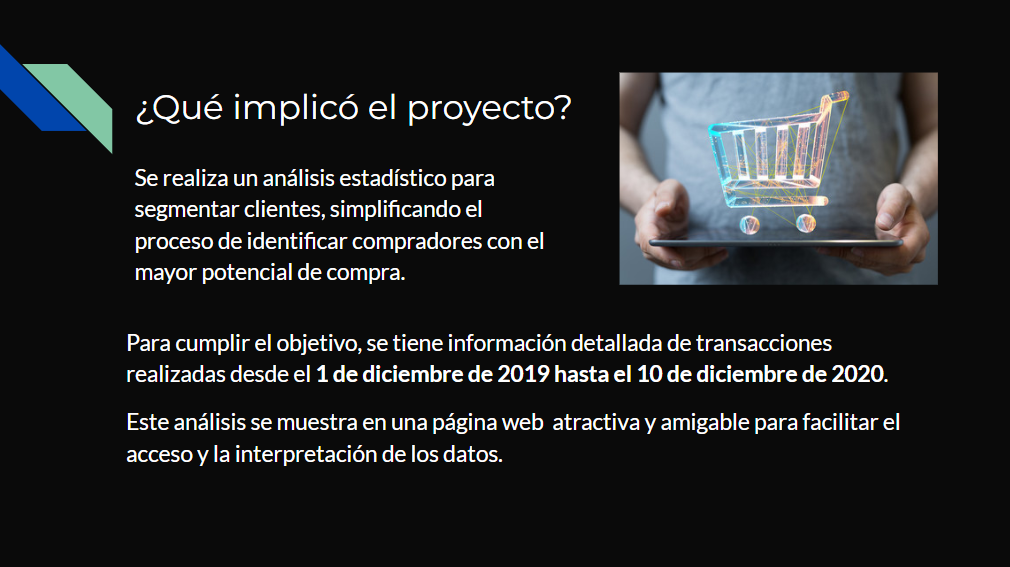 ¿Qué implicó el proyecto?
Se realiza un análisis estadístico para
segmentar clientes, simplificando el
proceso de identificar compradores con el
mayor potencial de compra.
Para cumplir el objetivo, se tiene información detallada de transacciones
realizadas desde el 1 de diciembre de 2019 hasta el 10 de diciembre de 2020.
Este análisis se muestra en una página web  atractiva y amigable para facilitar el
acceso y la interpretación de los datos.